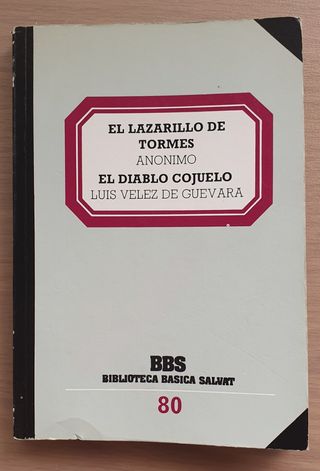 EL LAZARILLO DE
TORMES
ANONIMO
EL DIABLO COJUELO
LUIS VELEZ DE GUEVARA
BBS
BIBLIOTECA BASICA SALVAT
80